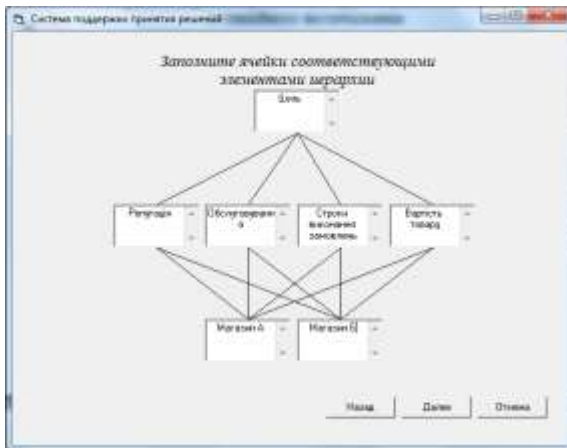 Система поддержки принятия решений
Заполните ячейки соответствующими
элементами иерархии
Ціль
Репутація
Обслуговуванн
я
Строки
виконання
замовлень
Вартість
товару
Магазин А
Магазин Б
Назад
Далее
Отмена